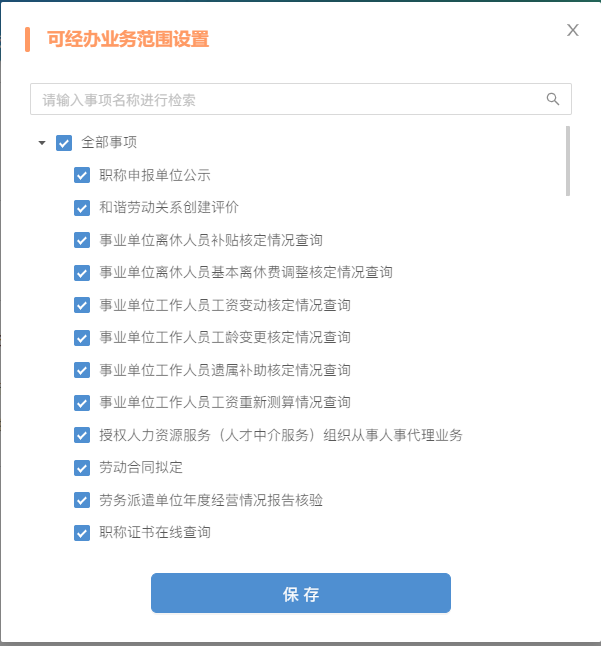 可经办业务范围设置
X
请输入事项名称进行检索
全部事项
职称申报单位公示
和谐劳动关系创建评价
事业单位离休人员补贴核定情况查询
事业单位离休人员基本离休费调整核定情况查询
事业单位工作人员工资变动核定情况查询
事业单位工作人员工龄变更核定情况查询
事业单位工作人员遗属补助核定情况查询
事业单位工作人员工资重新测算情况查询
授权人力资源服务（人才中介服务）组织从事人事代理业务
劳动合同拟定
劳务派遣单位年度经营情况报告核验
职称证书在线查询
保存